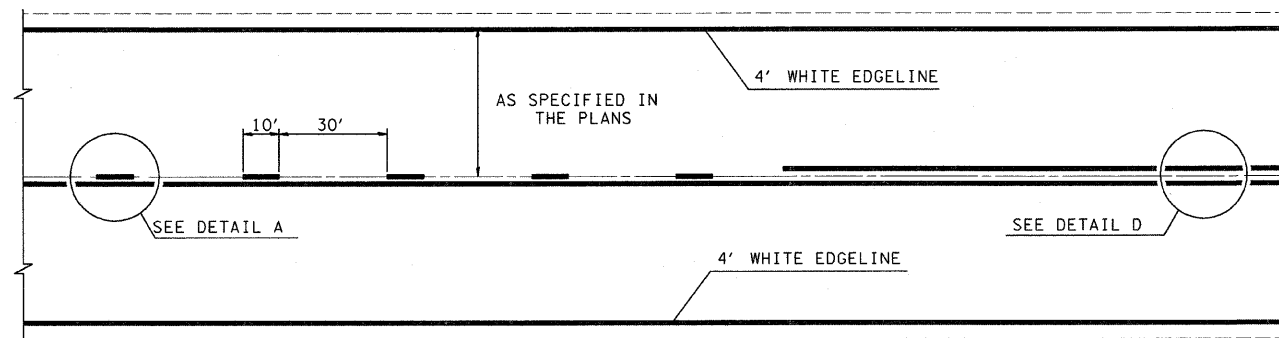 4' WHITE EDGELINE
AS SPECIFIED IN
THE PLANS
10'
30'
SEE DETAIL A
SEE DETAIL D
4' WHITE EDGELINE